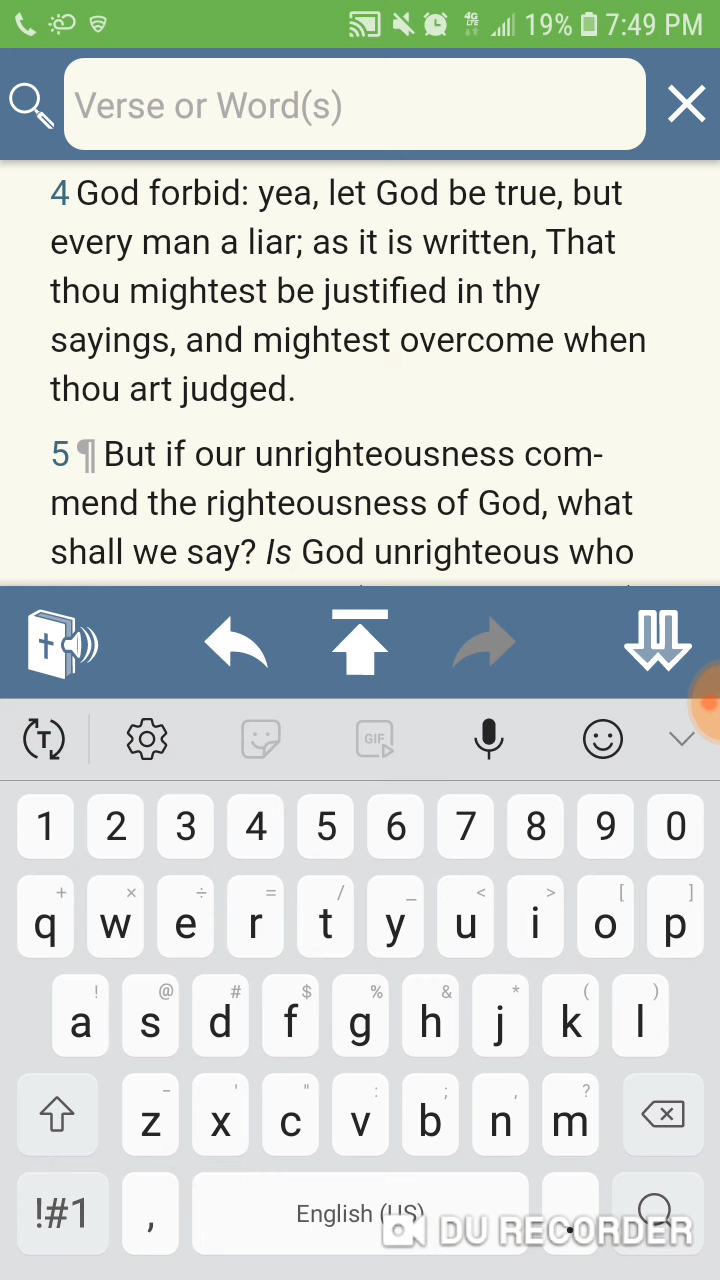 4G LTE 19% 7:49 PM
Verse or Word(s)
4 God forbid: yea, let God be true, but
every man a liar; as it is written, That
thou mightest be justified in thy
sayings, and mightest overcome when
thou art judged.
5 ¶ But if our unrighteousness com-
mend the righteousness of God, what
shall we say? Is God unrighteous who
T GIF
1 2 3 4 5 6 7 8 9 0
+ × ÷ = / _ < > [ ]
q w e r t y u i o p
! @ # $ % & * ( )
a s d f g h j k l
- ' " : ; , ?
z x c v b n m
!#1 , English (US) .
DU RECORDER